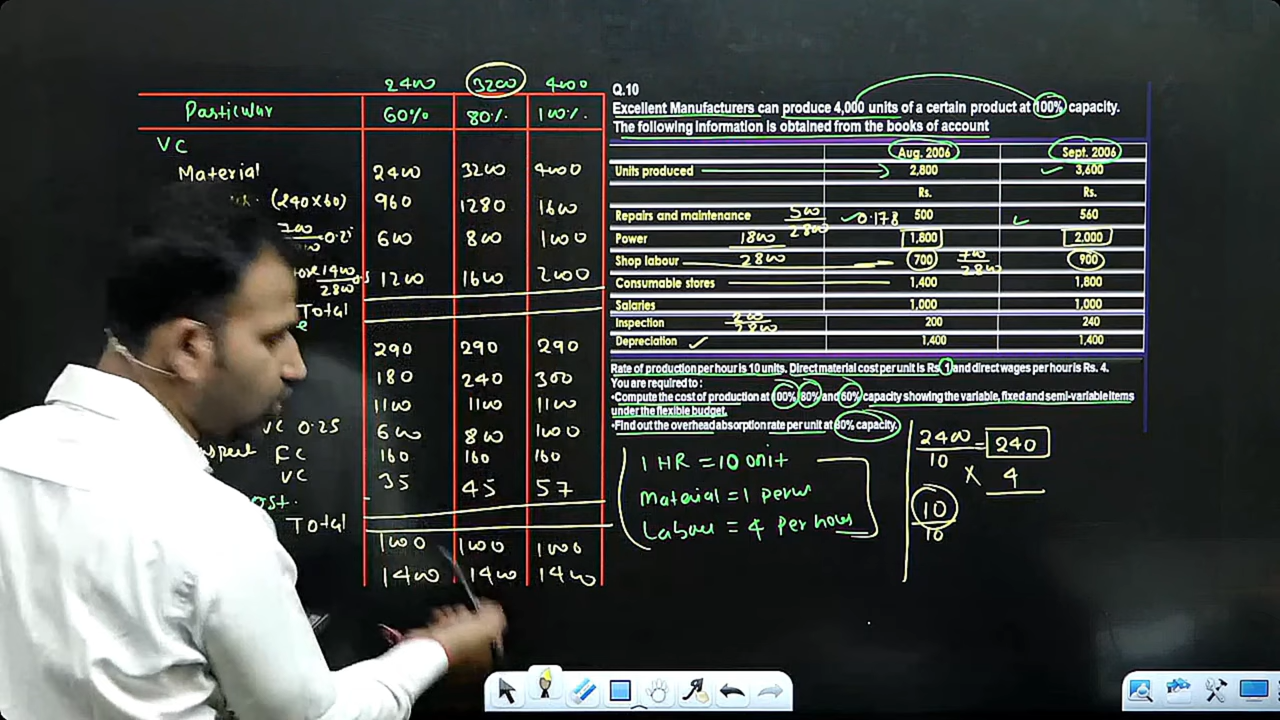 2400 3200 4000
Particular 60% 80% 100%
VC
Material 2400 3200 4000
(240×60) 960 1280 1600
700 0.25 600 800 1000
1400 1200 1600 2000
2800
Total
290 290 290
180 240 300
1100 1100 1100
VC 0.25 600 800 1000
FC 160 160 160
VC 35 45 57
Total
1000 1000 1000
1400 1400 1400
Q.10
Excellent Manufacturers can produce 4,000 units of a certain product at 100% capacity.
The following information is obtained from the books of account
Aug. 2006 Sept. 2006
Units produced 2,800 3,600
Rs. Rs.
Repairs and maintenance 500 0.178 500 560
2800
Power 1800 1,800 2,000
2800
Shop labour 700 700 900
2800
Consumable stores 1,400 1,800
Salaries 1,000 1,000
Inspection 200 200 240
2800
Depreciation 1,400 1,400
Rate of production per hour is 10 units. Direct material cost per unit is Rs. 1 and direct wages per hour is Rs. 4.
You are required to :
•Compute the cost of production at 100%, 80% and 60% capacity showing the variable, fixed and semi-variable items
under the flexible budget.
•Find out the overhead absorption rate per unit at 80% capacity.
1 HR = 10 unit
Material = 1 per
Labour = 4 per hours
2400 = 240
10 × 4
10
10